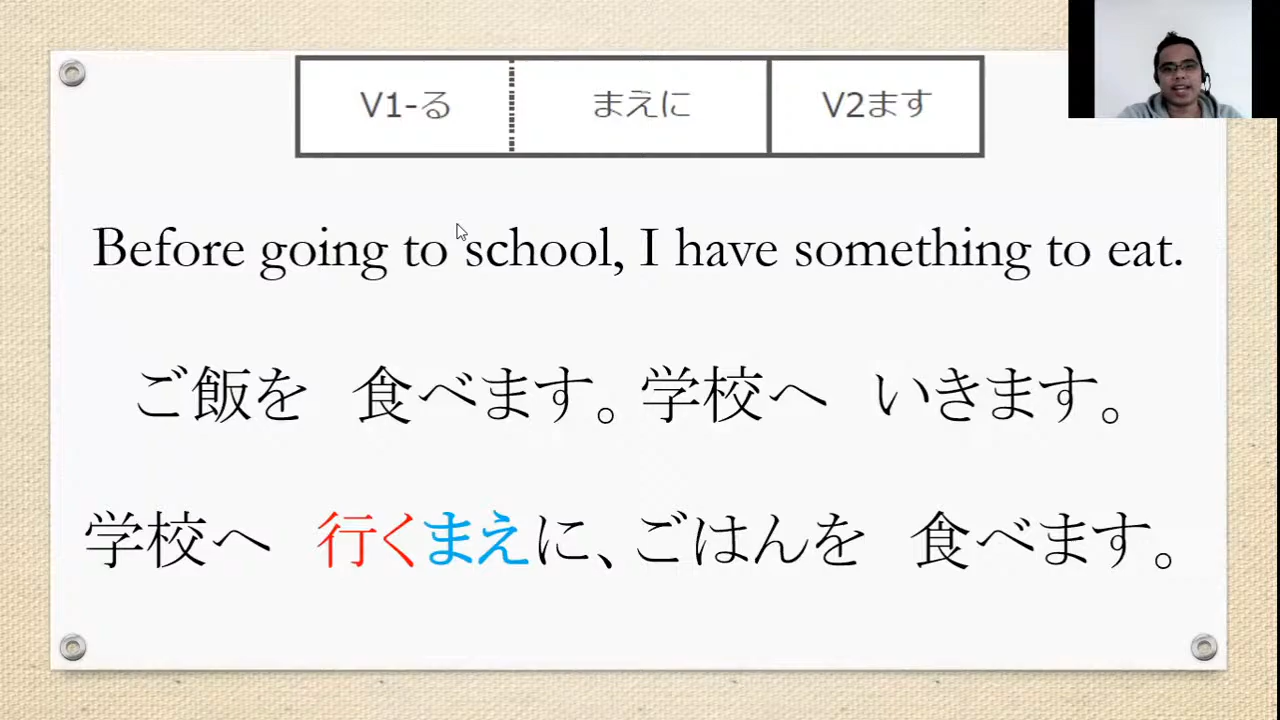 V1-る まえに V2ます
Before going to school, I have something to eat.
ご飯を　食べます。学校へ　いきます。
学校へ　行くまえに、ごはんを　食べます。